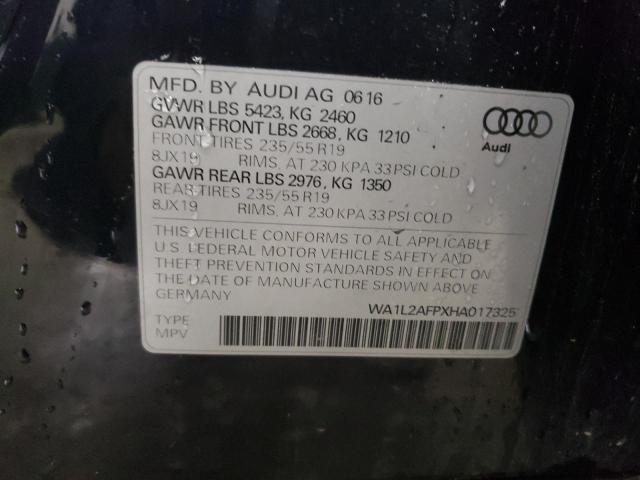 MFD. BY AUDI AG 06 16
GVWR LBS 5423, KG 2460
GAWR FRONT LBS 2668, KG 1210
FRONT TIRES 235/55 R19
8JX19 RIMS, AT 230 KPA 33 PSI COLD
GAWR REAR LBS 2976, KG 1350
REAR TIRES 235/55 R19
8JX19 RIMS, AT 230 KPA 33 PSI COLD
Audi
THIS VEHICLE CONFORMS TO ALL APPLICABLE
U.S. FEDERAL MOTOR VEHICLE SAFETY AND
THEFT PREVENTION STANDARDS IN EFFECT ON
THE DATE OF MANUFACTURE SHOWN ABOVE
GERMANY
WA1L2AFPXHA017325
TYPE
MPV